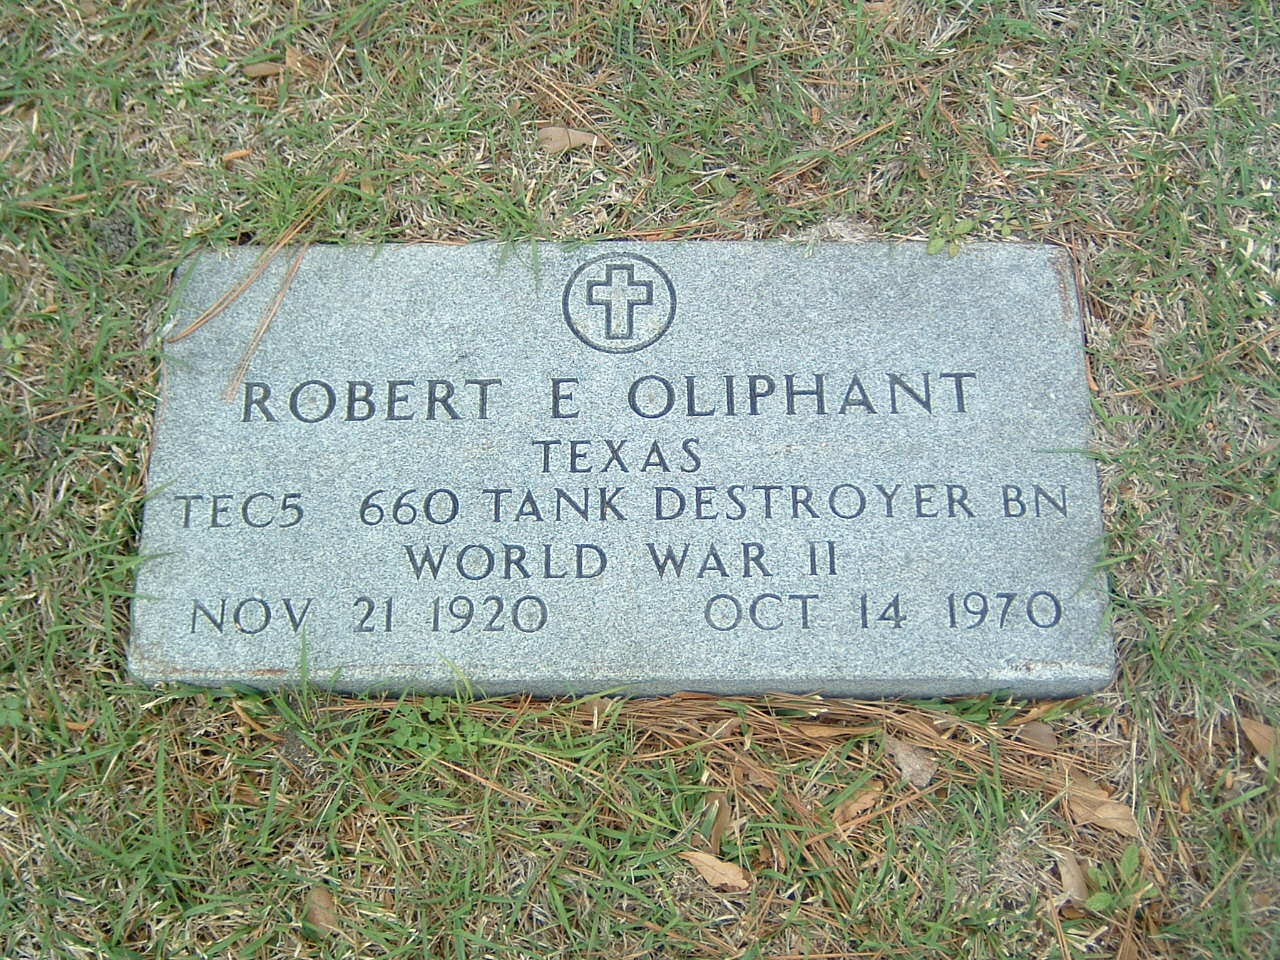 ROBERT E OLIPHANT
TEXAS
TEC5 660 TANK DESTROYER BN
WORLD WAR II
NOV 21 1920 OCT 14 1970